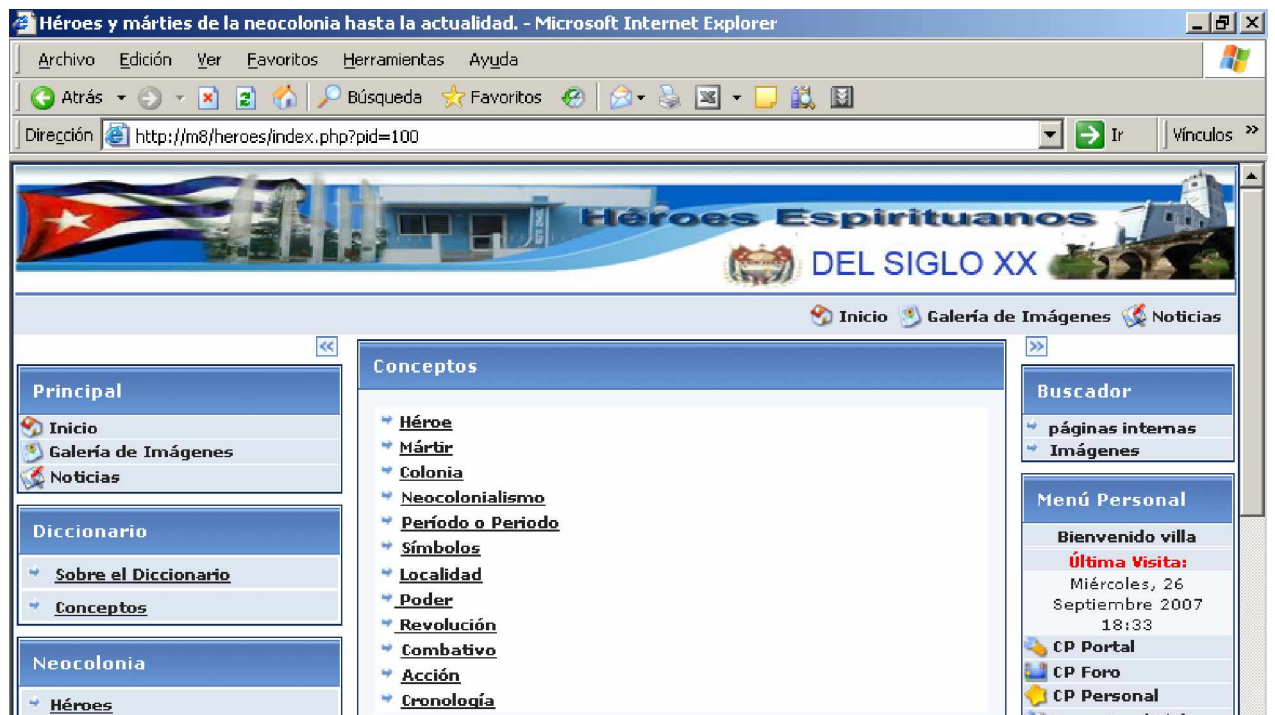 Héroes y márties de la neocolonia hasta la actualidad. - Microsoft Internet Explorer
Archivo Edición Ver Favoritos Herramientas Ayuda
Atrás Búsqueda Favoritos
Dirección http://m8/heroes/index.php?pid=100 Ir Vínculos »
Héroes Espirituanos
DEL SIGLO XX
Inicio Galería de Imágenes Noticias
Principal
Inicio
Galería de Imágenes
Noticias
Diccionario
Sobre el Diccionario
Conceptos
Neocolonia
Héroes
Conceptos
Héroe
Mártir
Colonia
Neocolonialismo
Período o Periodo
Símbolos
Localidad
Poder
Revolución
Combativo
Acción
Cronología
Buscador
páginas internas
Imágenes
Menú Personal
Bienvenido villa
Última Visita:
Miércoles, 26
Septiembre 2007
18:33
CP Portal
CP Foro
CP Personal